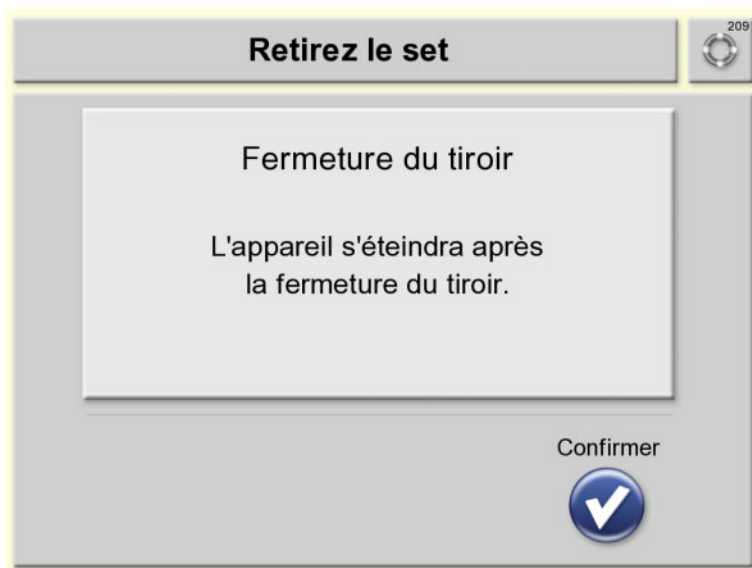 Retirez le set
209
Fermeture du tiroir
L'appareil s'éteindra après
la fermeture du tiroir.
Confirmer